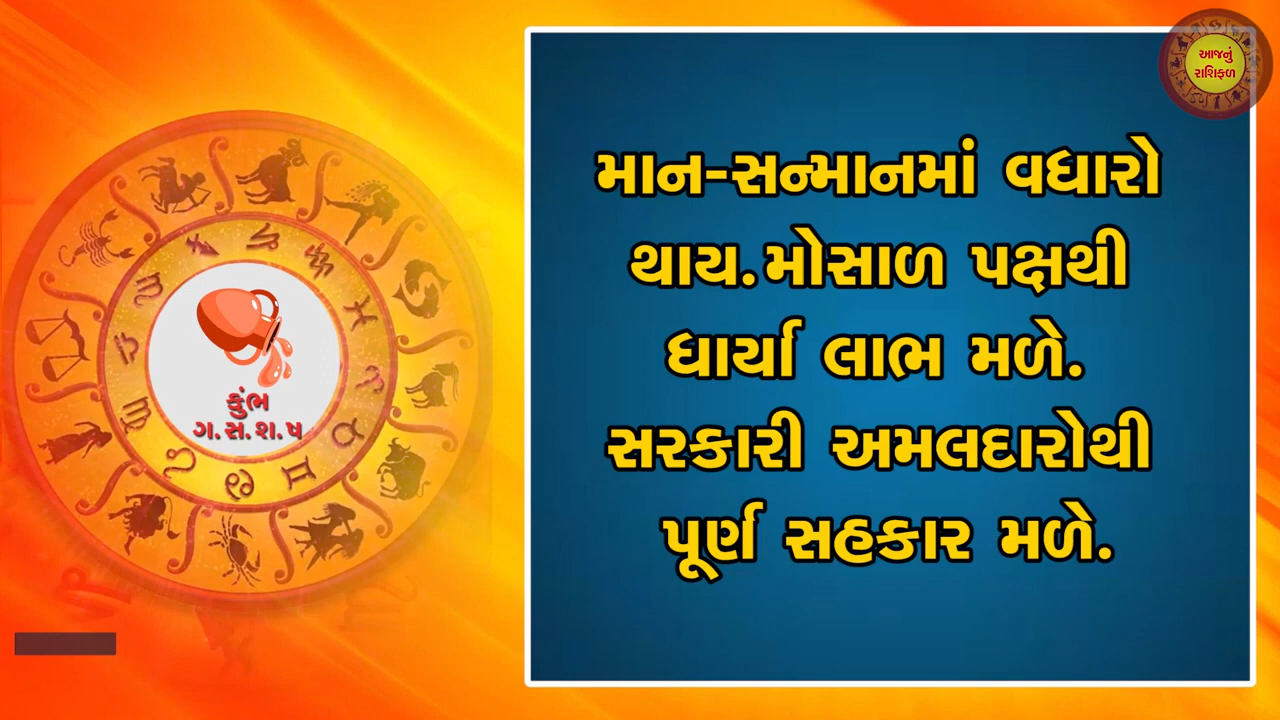 આજનું
રાશિફળ
માન-સન્માનમાં વધારો
થાય.મોસાળ પક્ષથી
ધાર્યા લાભ મળે.
સરકારી અમલદારોથી
પૂર્ણ સહકાર મળે.
કુંભ
ગ.સ.શ.ષ